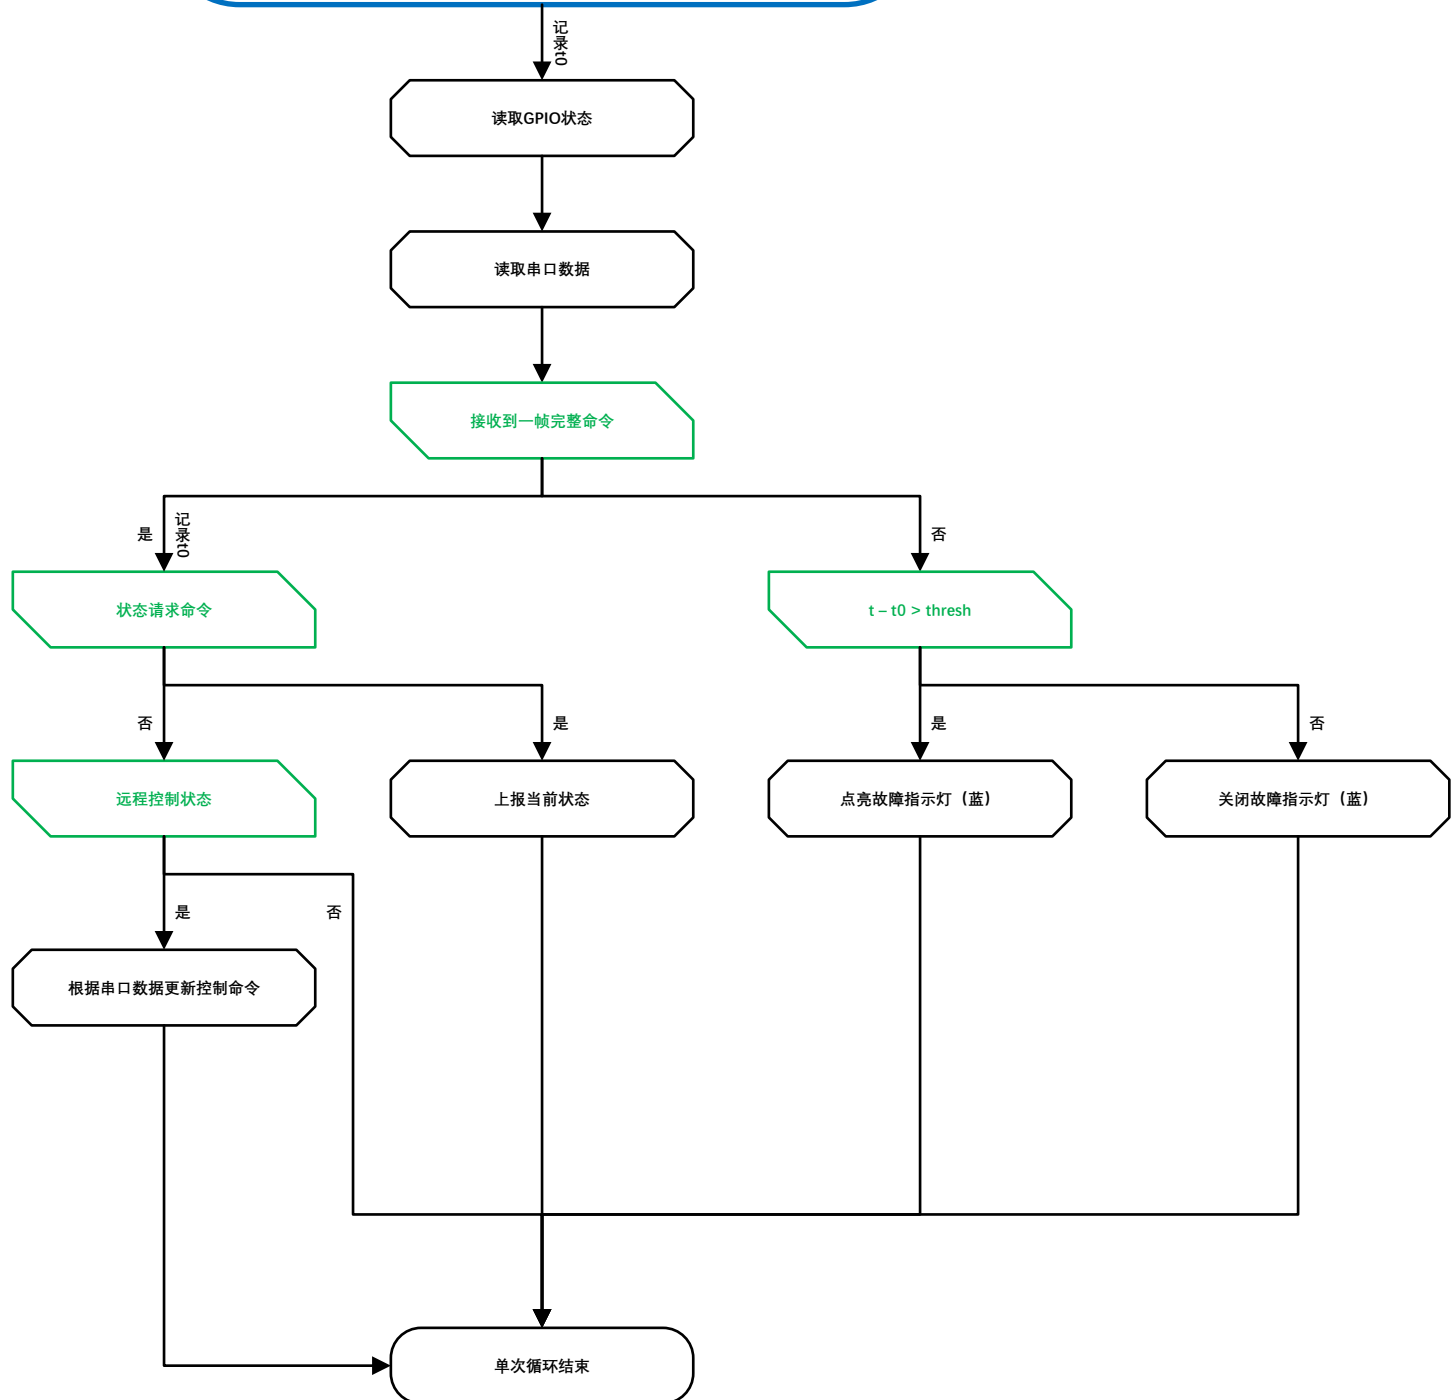 记录t0
读取GPIO状态
读取串口数据
接收到一帧完整命令
是
记录t0
否
状态请求命令
t – t0 > thresh
否
是
是
否
远程控制状态
上报当前状态
点亮故障指示灯（蓝）
关闭故障指示灯（蓝）
是
否
根据串口数据更新控制命令
单次循环结束